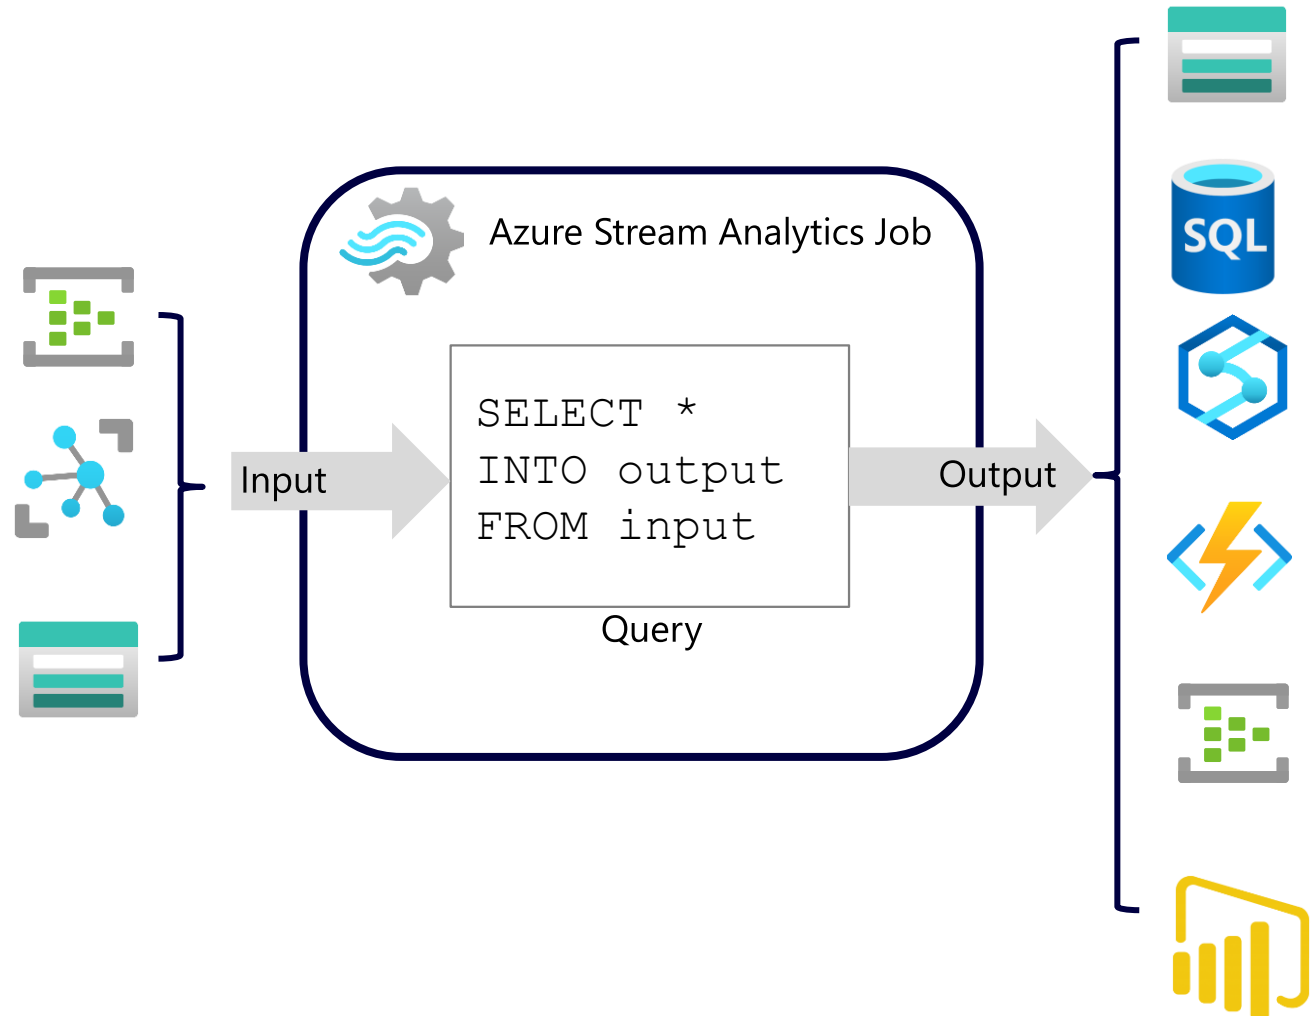 Azure Stream Analytics Job
SQL
Input
SELECT *
INTO output
FROM input
Output
Query